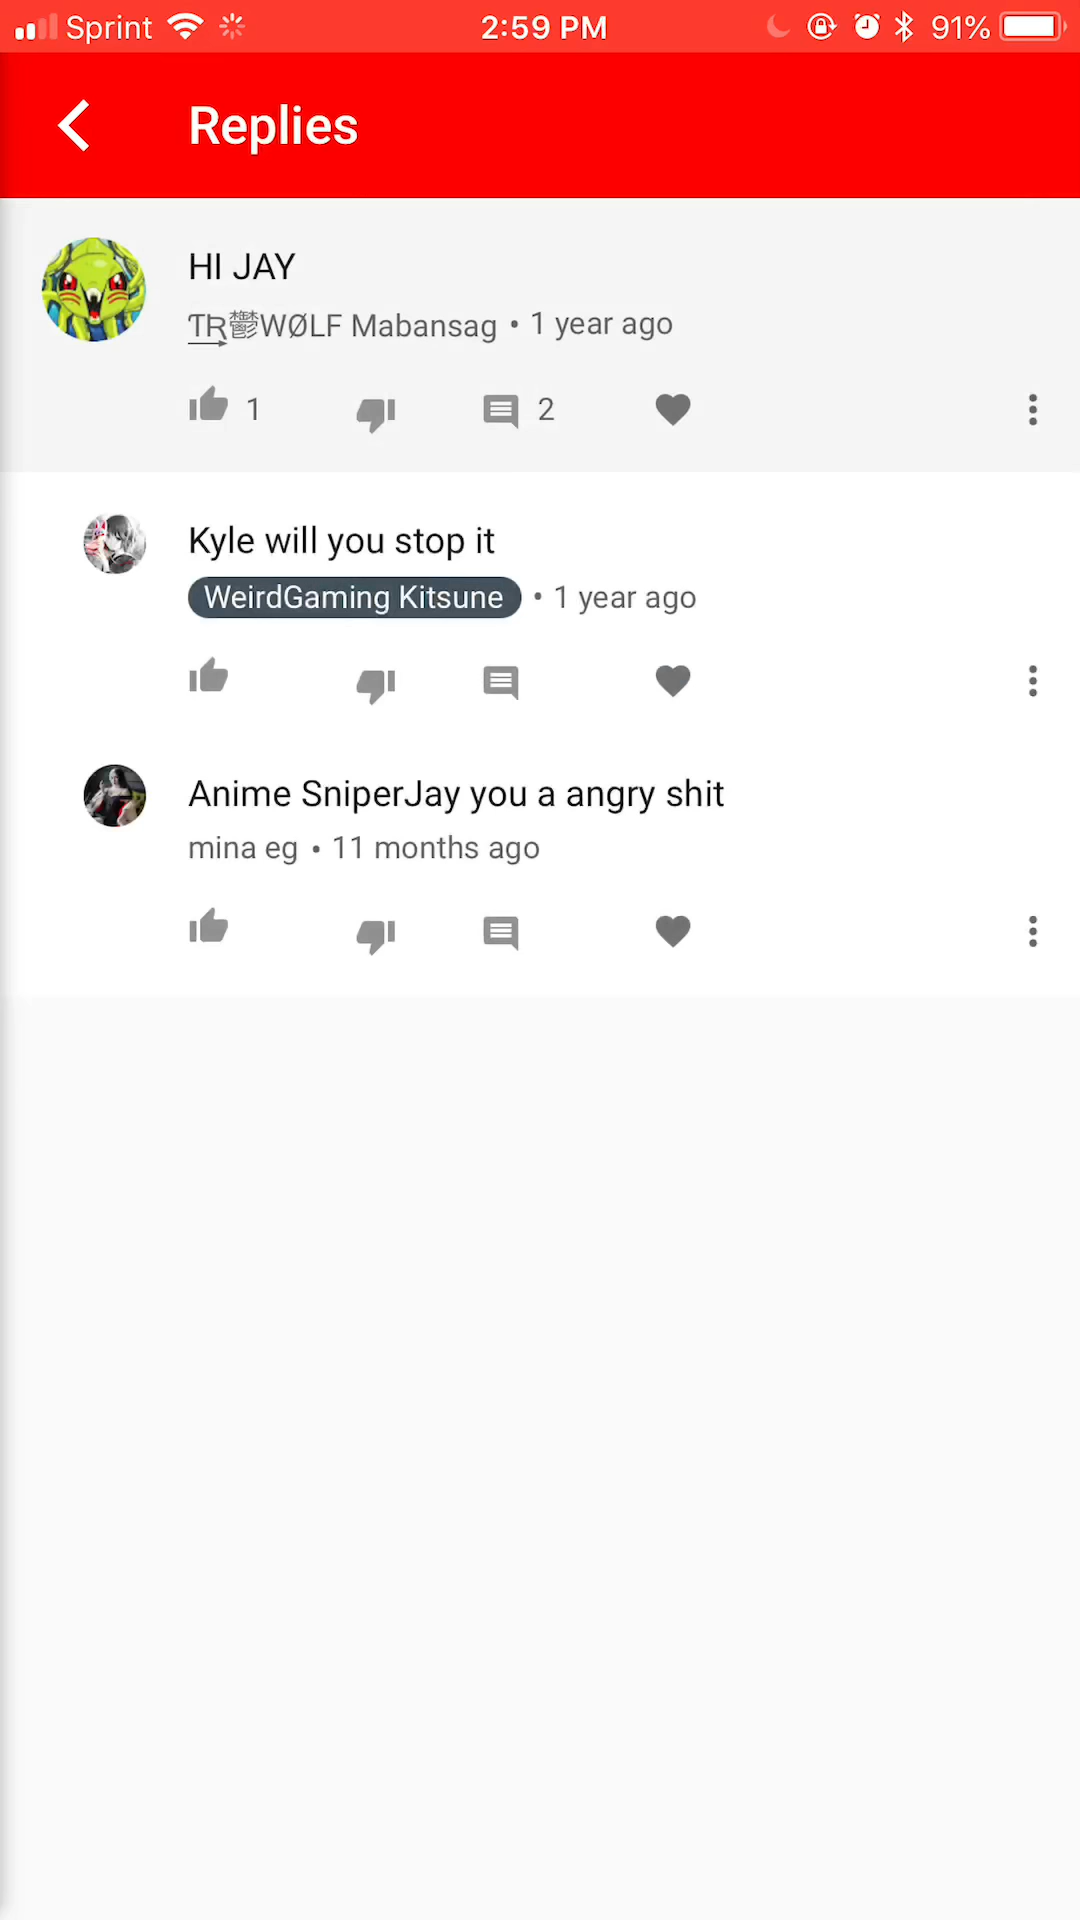 Sprint 2:59 PM 91%
Replies
HI JAY
TR鬱WØLF Mabansag • 1 year ago
1 2
Kyle will you stop it
WeirdGaming Kitsune • 1 year ago
Anime SniperJay you a angry shit
mina eg • 11 months ago